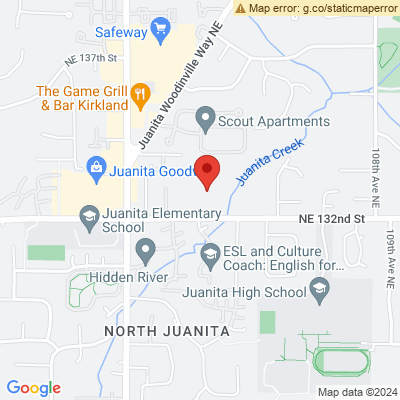 Map error: g.co/staticmaperror
Safeway
NE 137th St
Juanita Woodinville Way NE
The Game Grill
& Bar Kirkland
Scout Apartments
Juanita Creek
108th Ave NE
Juanita Good
Juanita Elementary
School
NE 132nd St
109th Ave NE
ESL and Culture
Coach: English for...
Hidden River
Juanita High School
NORTH JUANITA
Google
Map data ©2024